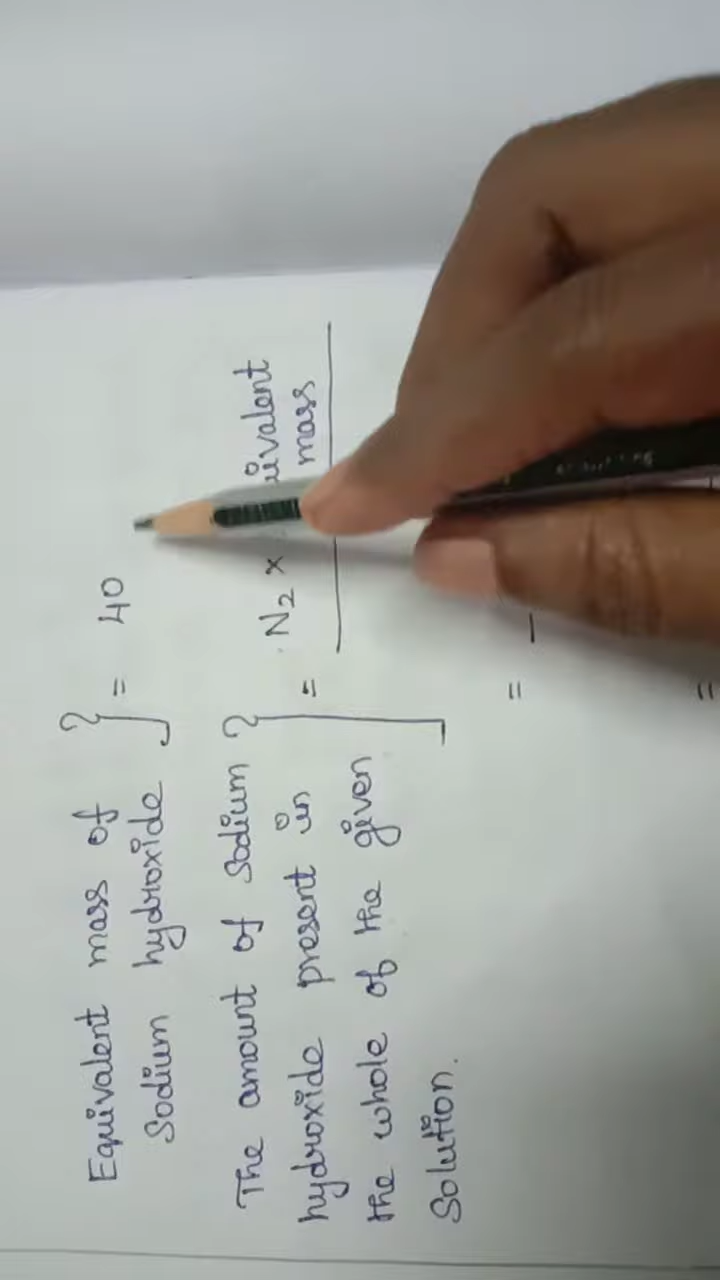 Equivalent mass of
Sodium hydroxide } = 40
The amount of Sodium
hydroxide present in
the whole of the given
Solution. } = N2 ×
mass
=
=